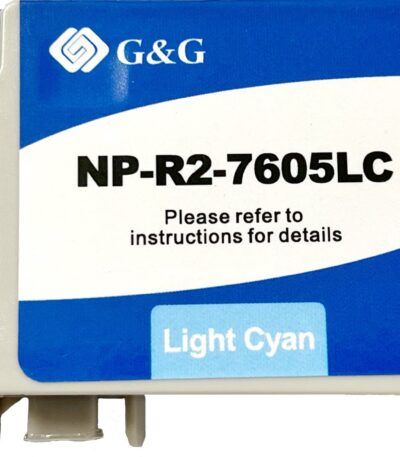 G&G
NP-R2-7605LC
Please refer to
instructions for details
Light Cyan